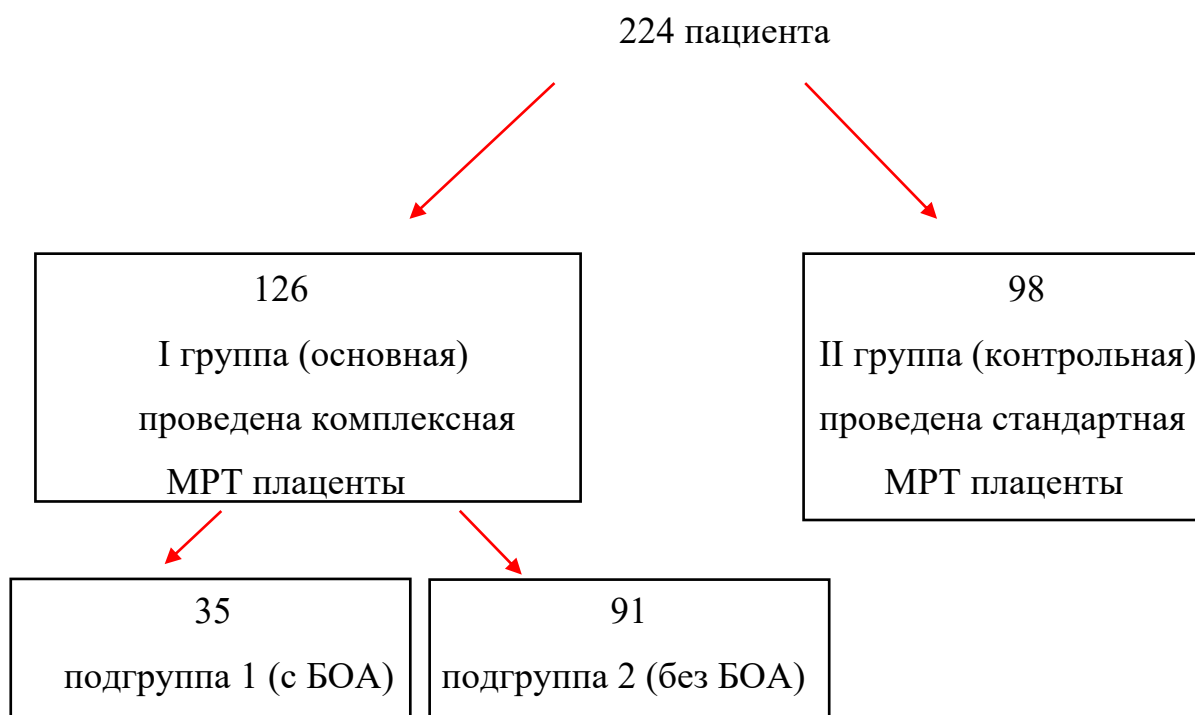 224 пациента
126
I группа (основная)
проведена комплексная
МРТ плаценты
98
II группа (контрольная)
проведена стандартная
МРТ плаценты
35
подгруппа 1 (с БОА)
91
подгруппа 2 (без БОА)